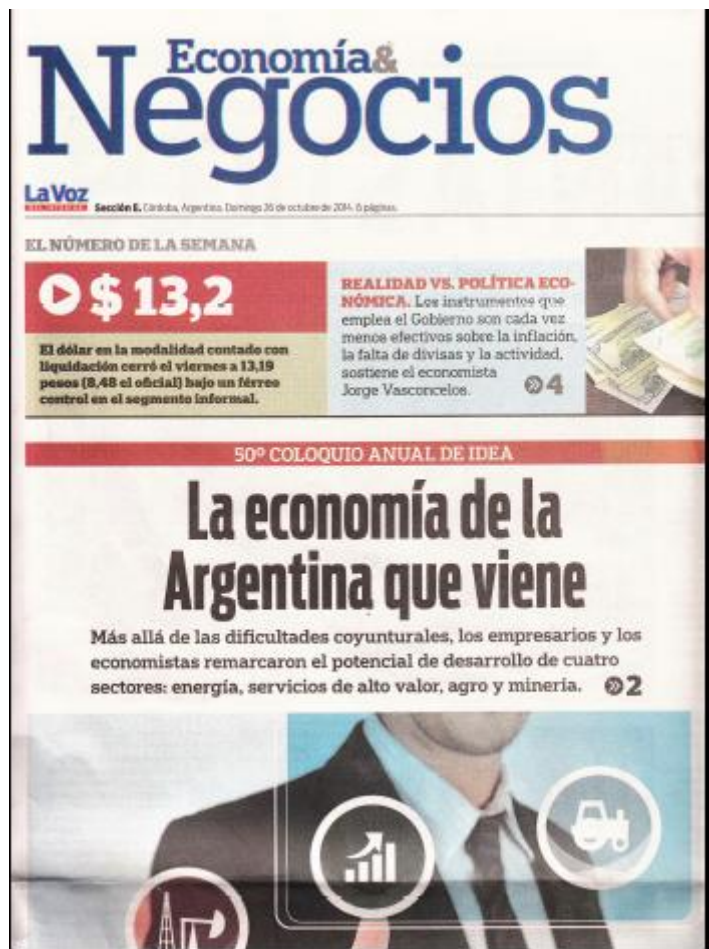 Economía&
Negocios
La Voz
DEL INTERIOR
Sección E. Córdoba, Argentina. Domingo 26 de octubre de 2014. 6 páginas.
EL NÚMERO DE LA SEMANA
$ 13,2
El dólar en la modalidad contado con
liquidación cerró el viernes a 13,19
pesos (8,48 el oficial) bajo un férreo
control en el segmento informal.
REALIDAD VS. POLÍTICA ECO-
NÓMICA. Los instrumentos que
emplea el Gobierno son cada vez
menos efectivos sobre la inflación,
la falta de divisas y la actividad,
sostiene el economista
Jorge Vasconcelos. 4
50º COLOQUIO ANUAL DE IDEA
La economía de la
Argentina que viene
Más allá de las dificultades coyunturales, los empresarios y los
economistas remarcaron el potencial de desarrollo de cuatro
sectores: energía, servicios de alto valor, agro y minería. 2